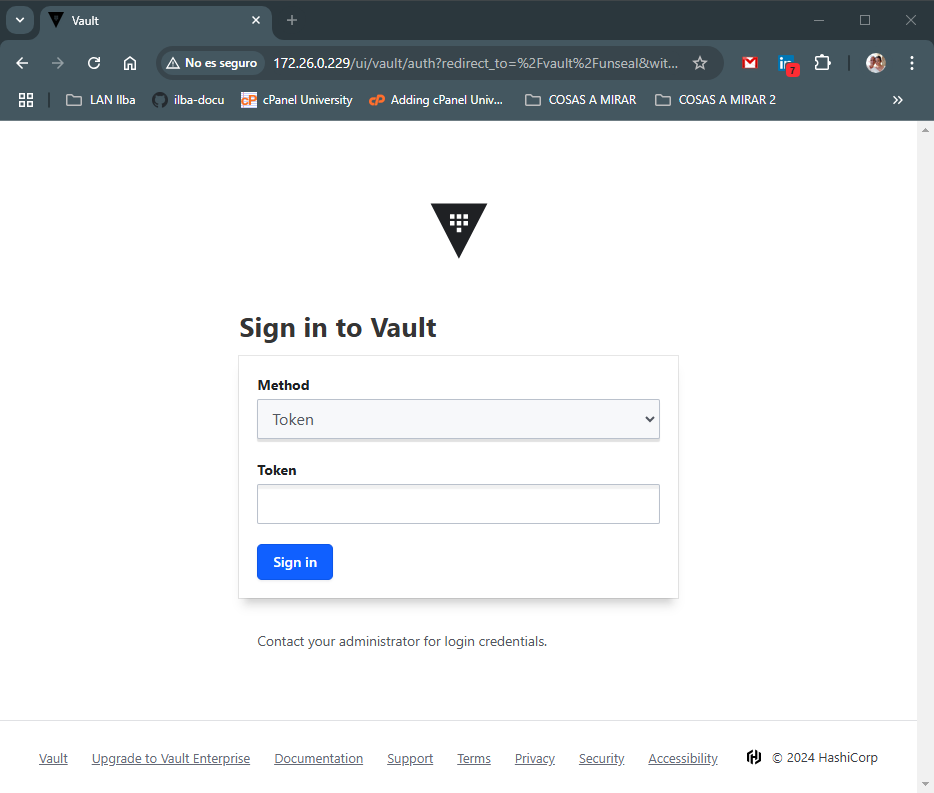 Vault
No es seguro 172.26.0.229/ui/vault/auth?redirect_to=%2Fvault%2Funseal&wit...
7
LAN Ilba ilba-docu cP cPanel University cP Adding cPanel Univ... COSAS A MIRAR COSAS A MIRAR 2
Sign in to Vault
Method
Token
Token
Sign in
Contact your administrator for login credentials.
Vault Upgrade to Vault Enterprise Documentation Support Terms Privacy Security Accessibility © 2024 HashiCorp